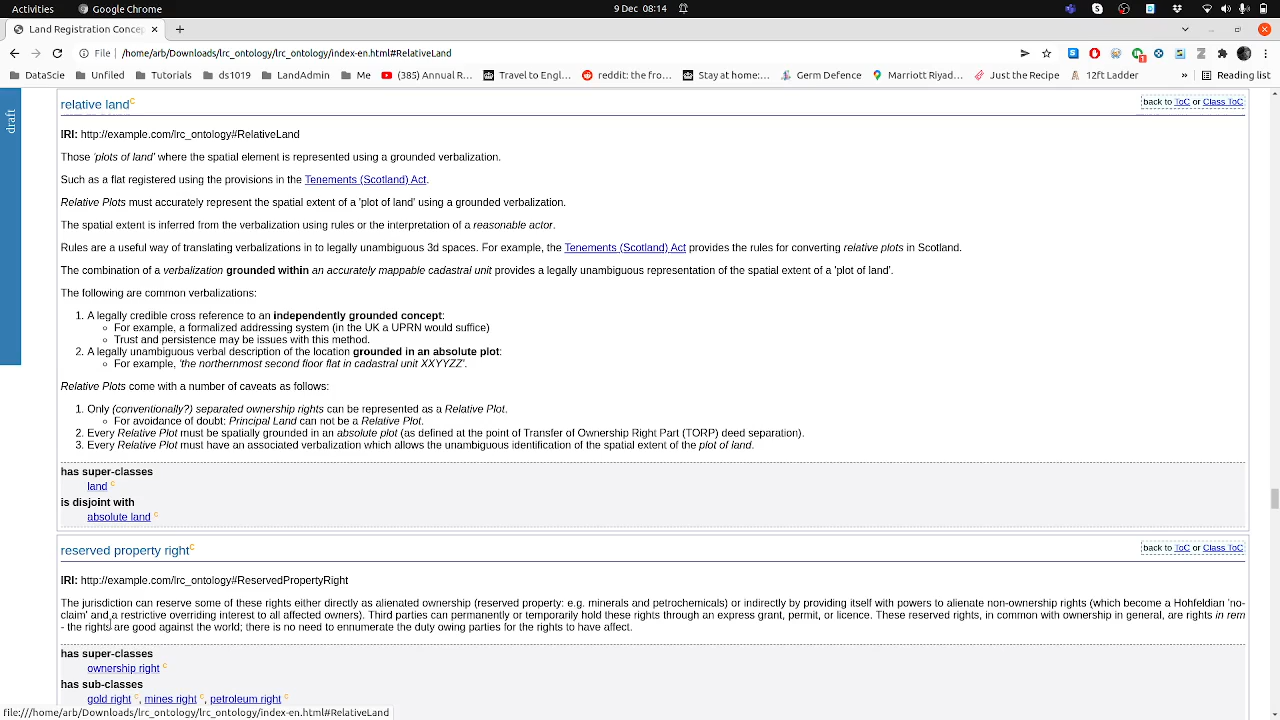 Activities
Google Chrome
9 Dec 08:14
Land Registration Concep
File
/home/arb/Downloads/lrc_ontology/lrc_ontology/index-en.html#RelativeLand
DataScie
Unfiled
Tutorials
ds1019
LandAdmin
Me
(385) Annual R...
Travel to Engl...
reddit: the fro...
Stay at home:...
Germ Defence
Marriott Riyad...
Just the Recipe
12ft Ladder
»
Reading list
draft
relative land c
back to ToC or Class ToC
IRI: http://example.com/lrc_ontology#RelativeLand
Those 'plots of land' where the spatial element is represented using a grounded verbalization.
Such as a flat registered using the provisions in the Tenements (Scotland) Act.
Relative Plots must accurately represent the spatial extent of a 'plot of land' using a grounded verbalization.
The spatial extent is inferred from the verbalization using rules or the interpretation of a reasonable actor.
Rules are a useful way of translating verbalizations in to legally unambiguous 3d spaces. For example, the Tenements (Scotland) Act provides the rules for converting relative plots in Scotland.
The combination of a verbalization grounded within an accurately mappable cadastral unit provides a legally unambiguous representation of the spatial extent of a 'plot of land'.
The following are common verbalizations:
1. A legally credible cross reference to an independently grounded concept:
For example, a formalized addressing system (in the UK a UPRN would suffice)
Trust and persistence may be issues with this method.
2. A legally unambiguous verbal description of the location grounded in an absolute plot:
For example, 'the northernmost second floor flat in cadastral unit XXYYZZ'.
Relative Plots come with a number of caveats as follows:
1. Only (conventionally?) separated ownership rights can be represented as a Relative Plot.
For avoidance of doubt: Principal Land can not be a Relative Plot.
2. Every Relative Plot must be spatially grounded in an absolute plot (as defined at the point of Transfer of Ownership Right Part (TORP) deed separation).
3. Every Relative Plot must have an associated verbalization which allows the unambiguous identification of the spatial extent of the plot of land.
has super-classes
land c
is disjoint with
absolute land c
reserved property right c
back to ToC or Class ToC
IRI: http://example.com/lrc_ontology#ReservedPropertyRight
The jurisdiction can reserve some of these rights either directly as alienated ownership (reserved property: e.g. minerals and petrochemicals) or indirectly by providing itself with powers to alienate non-ownership rights (which become a Hohfeldian 'no-
claim' and a restrictive overriding interest to all affected owners). Third parties can permanently or temporarily hold these rights through an express grant, permit, or licence. These reserved rights, in common with ownership in general, are rights in rem
- the rights are good against the world; there is no need to ennumerate the duty owing parties for the rights to have affect.
has super-classes
ownership right c
has sub-classes
gold right c, mines right c, petroleum right c
file:///home/arb/Downloads/lrc_ontology/lrc_ontology/index-en.html#RelativeLand